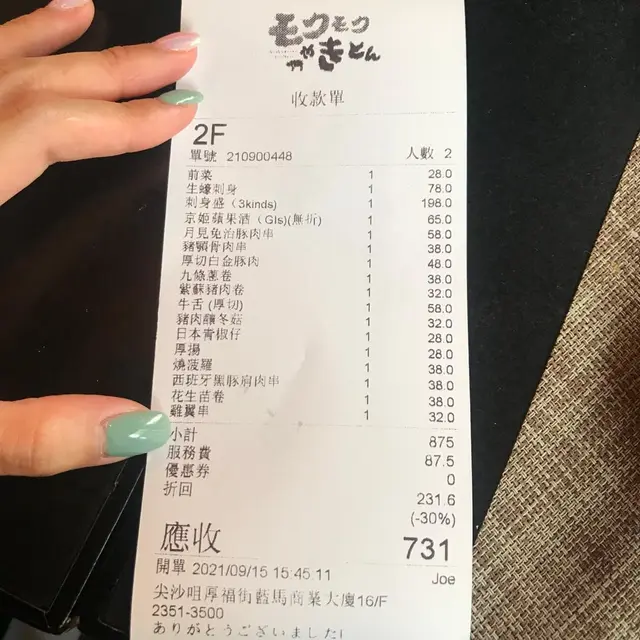 モクモク
やきとん
收款單
2F
單號 210900448 人數 2
前菜 1 28.0
生蠔刺身 1 78.0
刺身盛（3kinds） 1 198.0
京姫蘋果酒（Gls)(無折) 1 65.0
月見免治豚肉串 1 58.0
豬顎骨肉串 1 38.0
厚切白金豚肉 1 48.0
九條蔥卷 1 38.0
紫蘇豬肉卷 1 32.0
牛舌 (厚切) 1 58.0
豬肉釀冬菇 1 32.0
日本青椒仔 1 28.0
厚揚 1 28.0
燒菠羅 1 38.0
西班牙黑豚肩肉串 1 38.0
花生苗卷 1 38.0
雞翼串 1 32.0
小計 875
服務費 87.5
優惠券 0
折回 231.6
(-30%)
應收 731
開單 2021/09/15 15:45.11 Joe
尖沙咀厚福街藍馬商業大廈16/F
2351-3500
ありがとうございました!